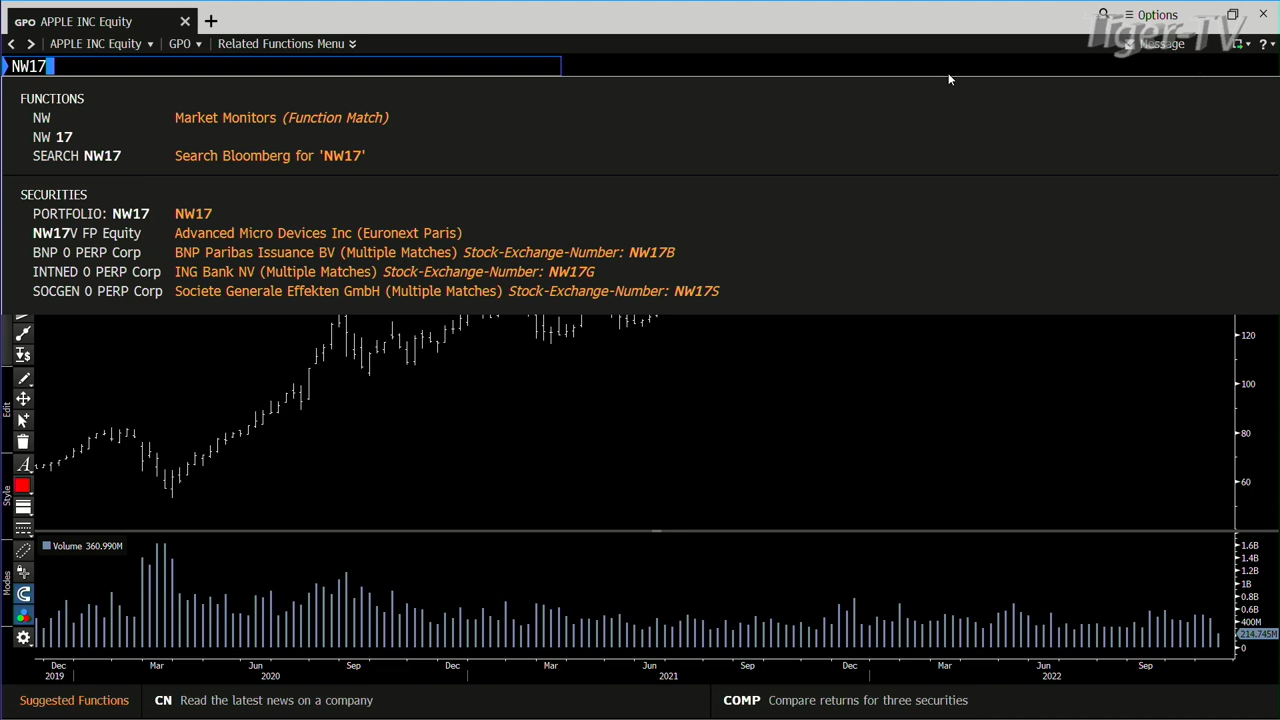 GPO APPLE INC Equity
Options
Tiger-TV
APPLE INC Equity GPO Related Functions Menu
Message ?
NW17
FUNCTIONS
NW Market Monitors (Function Match)
NW 17
SEARCH NW17 Search Bloomberg for 'NW17'
SECURITIES
PORTFOLIO: NW17 NW17
NW17V FP Equity Advanced Micro Devices Inc (Euronext Paris)
BNP 0 PERP Corp BNP Paribas Issuance BV (Multiple Matches) Stock-Exchange-Number: NW17B
INTNED 0 PERP Corp ING Bank NV (Multiple Matches) Stock-Exchange-Number: NW17G
SOCGEN 0 PERP Corp Societe Generale Effekten GmbH (Multiple Matches) Stock-Exchange-Number: NW17S
120
100
80
60
Edit
Style
Modes
Volume 360.990M
1.6B
1.4B
1.2B
1B
0.8B
0.6B
400M
214.745M
0
Dec Mar Jun Sep Dec Mar Jun Sep Dec Mar Jun Sep
2019 2020 2021 2022
Suggested Functions CN Read the latest news on a company COMP Compare returns for three securities